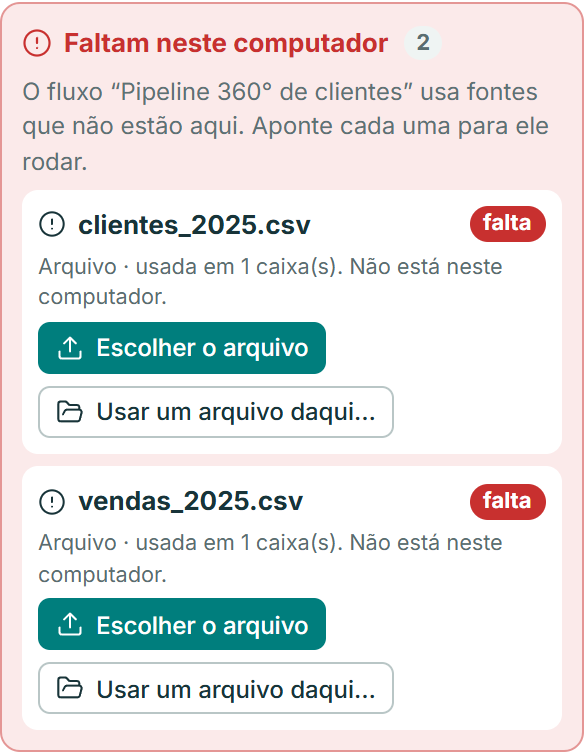 Faltam neste computador 2
O fluxo “Pipeline 360° de clientes” usa fontes
que não estão aqui. Aponte cada uma para ele
rodar.
clientes_2025.csv falta
Arquivo · usada em 1 caixa(s). Não está neste
computador.
Escolher o arquivo
Usar um arquivo daqui...
vendas_2025.csv falta
Arquivo · usada em 1 caixa(s). Não está neste
computador.
Escolher o arquivo
Usar um arquivo daqui...